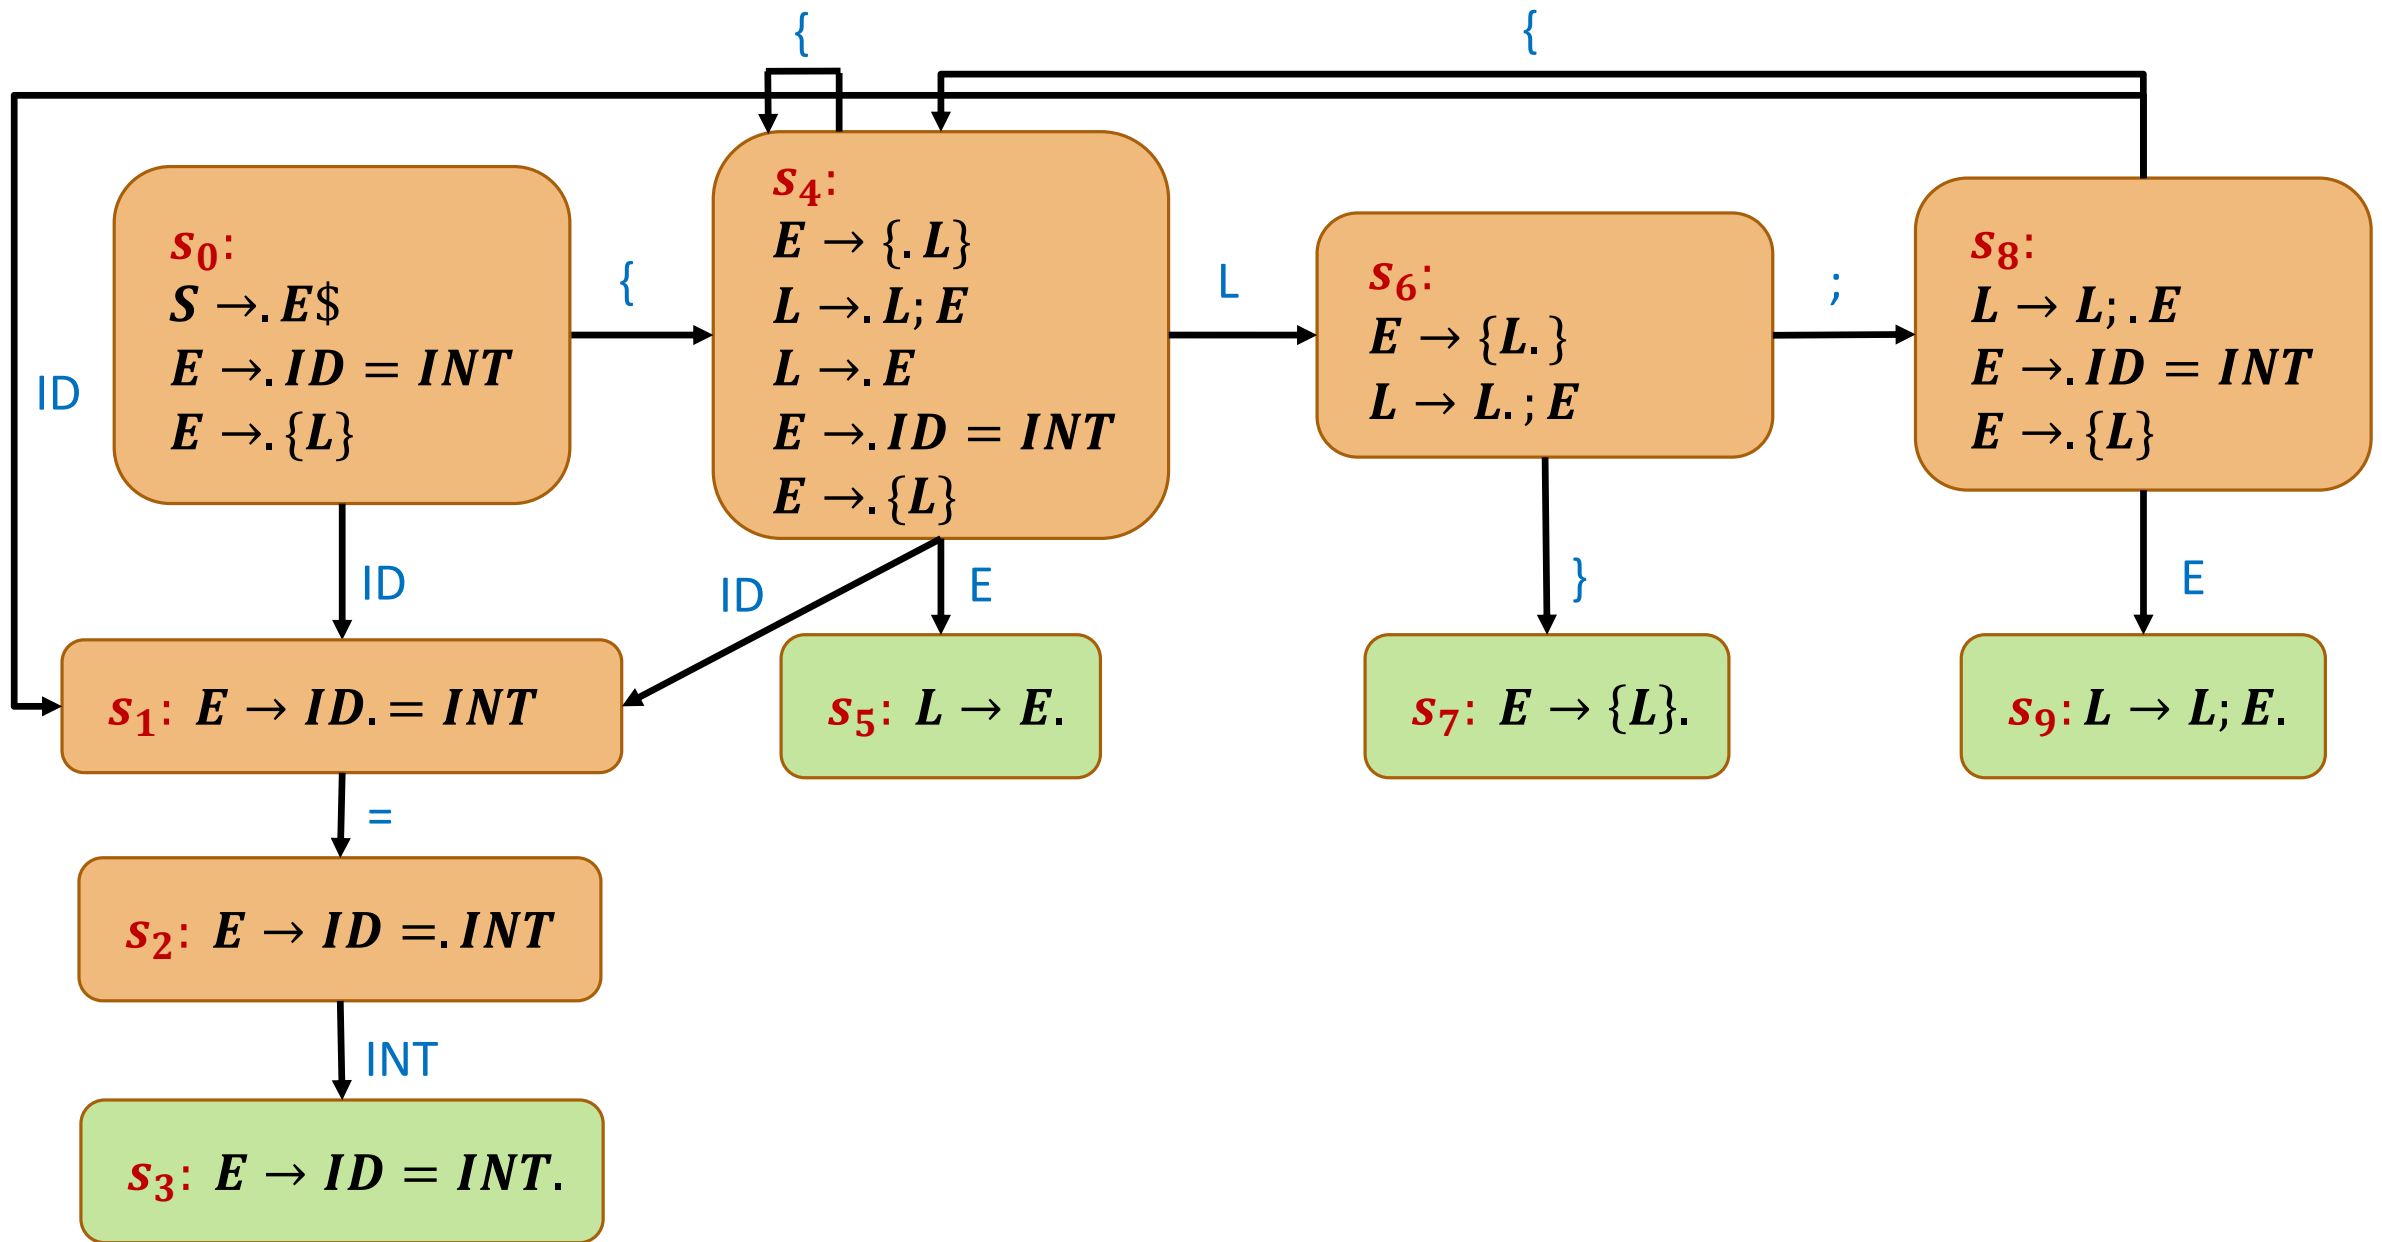 {
{
s₀:
S →. E$
E →. ID = INT
E →. {L}
{
s₄:
E → {. L}
L →. L; E
L →. E
E →. ID = INT
E →. {L}
L
s₆:
E → {L. }
L → L. ; E
;
s₈:
L → L; . E
E →. ID = INT
E →. {L}
ID
ID
ID
E
}
E
s₁: E → ID. = INT
s₅: L → E.
s₇: E → {L}.
s₉: L → L; E.
=
s₂: E → ID =. INT
INT
s₃: E → ID = INT.